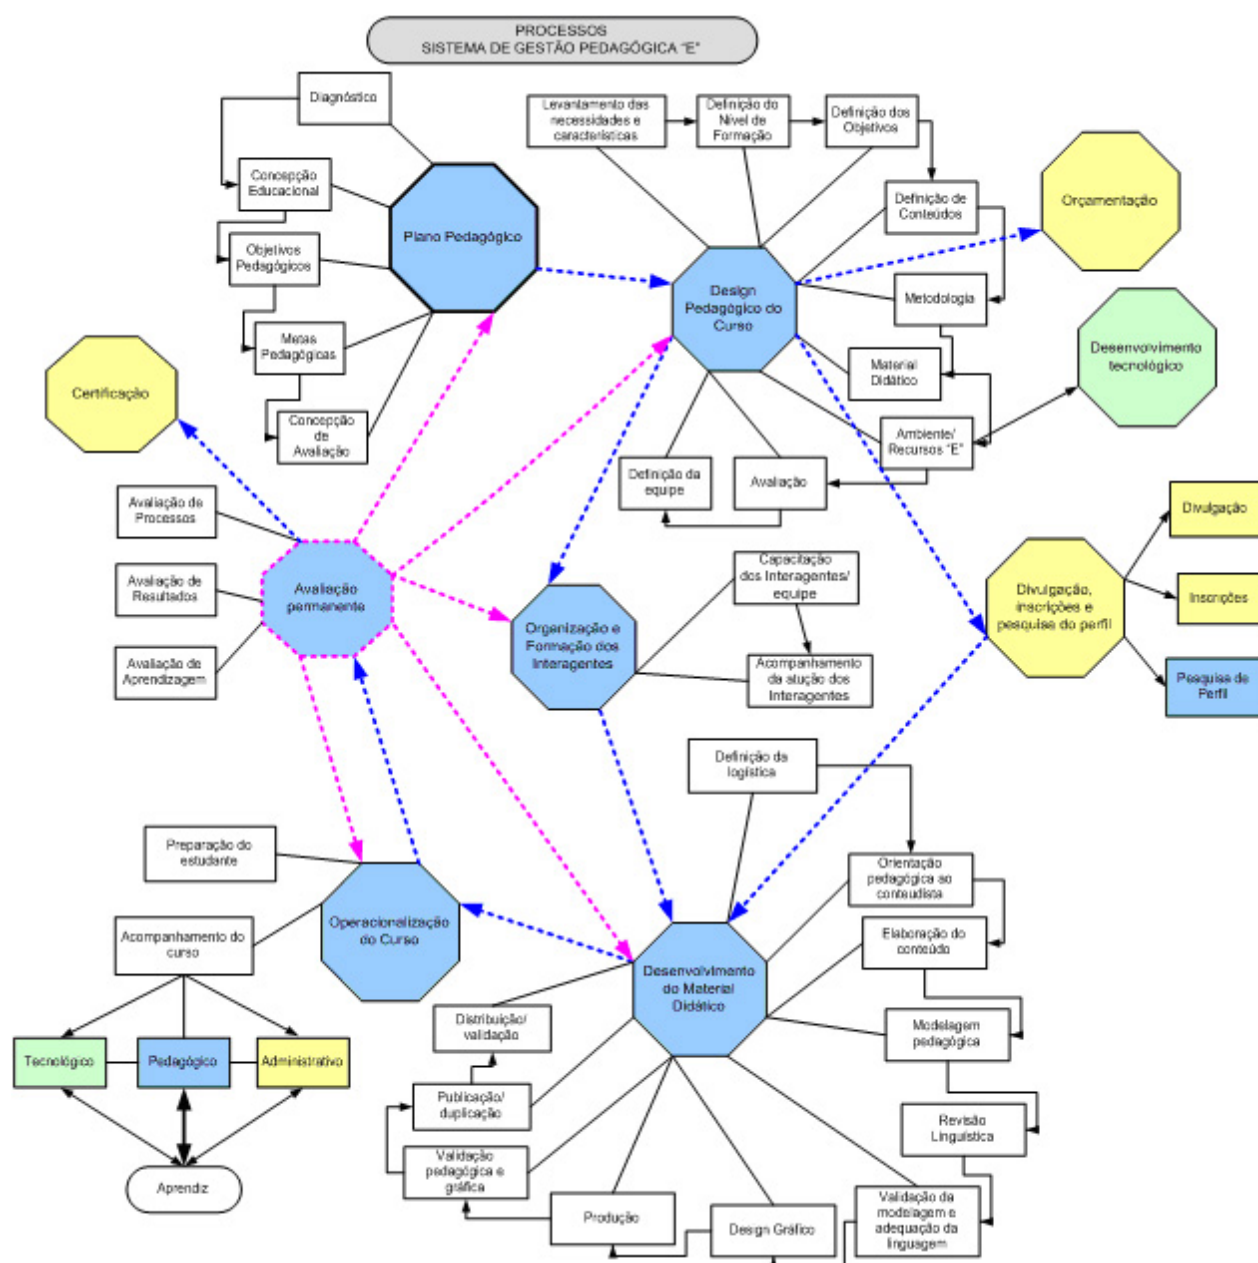 PROCESSOS
SISTEMA DE GESTÃO PEDAGÓGICA "E"
Diagnóstico
Concepção
Educacional
Objetivos
Pedagógicos
Metas
Pedagógicas
Concepção
de
Avaliação
Plano Pedagógico
Levantamento das
necessidades e
características
Definição do
Nível de
Formação
Definição dos
Objetivos
Definição de
Conteúdos
Metodologia
Material
Didático
Ambiente/
Recursos "E"
Avaliação
Definição da
equipe
Design
Pedagógico do
Curso
Orçamentação
Desenvolvimento
tecnológico
Certificação
Avaliação de
Processos
Avaliação de
Resultados
Avaliação de
Aprendizagem
Avaliação
permanente
Organização e
Formação dos
Interagentes
Capacitação
dos Interagentes/
equipe
Acompanhamento
da atução dos
Interagentes
Divulgação,
inscrições e
pesquisa do perfil
Divulgação
Inscrições
Pesquisa de
Perfil
Preparação do
estudante
Acompanhamento do
curso
Operacionalização
do Curso
Tecnológico
Pedagógico
Administrativo
Aprendiz
Definição da
logística
Orientação
pedagógica ao
conteudista
Elaboração do
conteúdo
Modelagem
pedagógica
Revisão
Linguística
Validação da
modelagem e
adequação da
linguagem
Design Gráfico
Produção
Validação
pedagógica e
gráfica
Publicação/
duplicação
Distribuição/
validação
Desenvolvimento
do Material
Didático